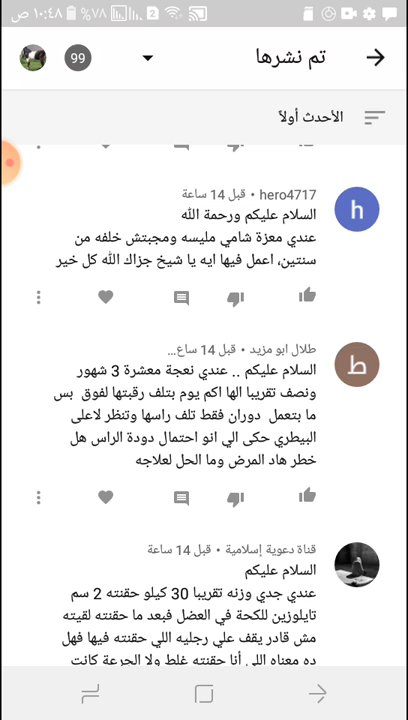 ١٠:٤٨ ص
٧٨%
2
تم نشرها
99
الأحدث أولاً
hero4717 • قبل 14 ساعة
السلام عليكم ورحمة الله
عندي معزة شامي مليسه ومجبتش خلفه من
سنتين، اعمل فيها ايه يا شيخ جزاك الله كل خير
h
طلال ابو مزيد • قبل 14 ساع...
السلام عليكم .. عندي نعجة معشرة 3 شهور
ونصف تقريبا الها اكم يوم بتلف رقبتها لفوق بس
ما بتعمل دوران فقط تلف راسها وتنظر لاعلى
البيطري حكى الي انو احتمال دودة الراس هل
خطر هاد المرض وما الحل لعلاجه
ط
قناة دعوية إسلامية • قبل 14 ساعة
السلام عليكم
عندي جدي وزنه تقريبا 30 كيلو حقنته 2 سم
تايلوزين للكحة في العضل فبعد ما حقنته لقيته
مش قادر يقف علي رجليه اللي حقنته فيها فهل
ده معناه اللي أنا حقنته غلط ولا الجرعة كانت